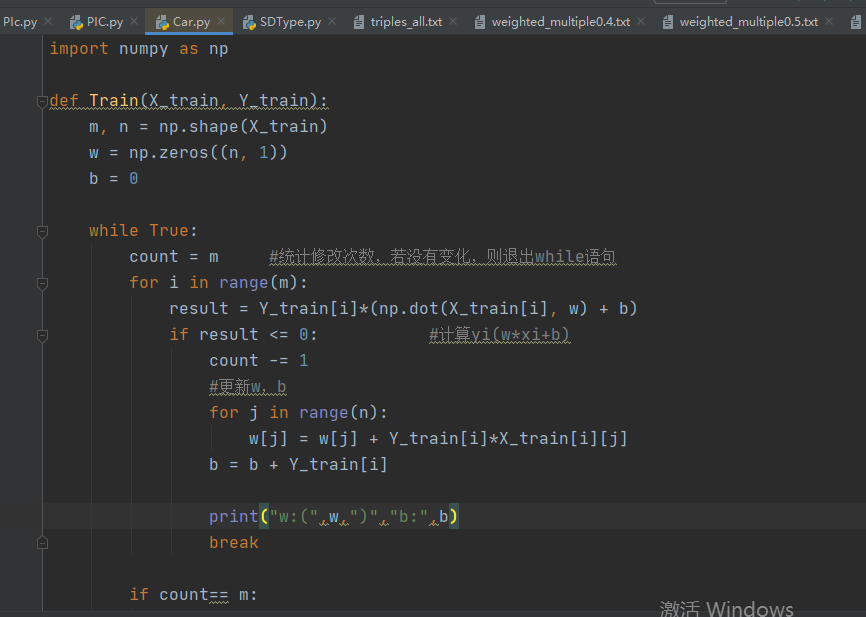 PIc.py PIC.py Car.py SDType.py triples_all.txt weighted_multiple0.4.txt weighted_multiple0.5.txt
import numpy as np
def Train(X_train, Y_train):
    m, n = np.shape(X_train)
    w = np.zeros((n, 1))
    b = 0
    while True:
        count = m     #统计修改次数，若没有变化，则退出while语句
        for i in range(m):
            result = Y_train[i]*(np.dot(X_train[i], w) + b)
            if result <= 0:           #计算yi(w*xi+b)
                count -= 1
                #更新w，b
                for j in range(n):
                    w[j] = w[j] + Y_train[i]*X_train[i][j]
                b = b + Y_train[i]
                print("w:(",w,")","b:",b)
                break
        if count== m:
激活 Windows